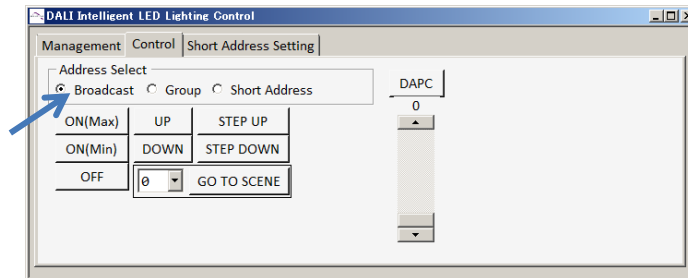 DALI Intelligent LED Lighting Control
Management Control Short Address Setting
Address Select
Broadcast Group Short Address
DAPC
0
ON(Max) UP STEP UP
ON(Min) DOWN STEP DOWN
OFF 0 GO TO SCENE